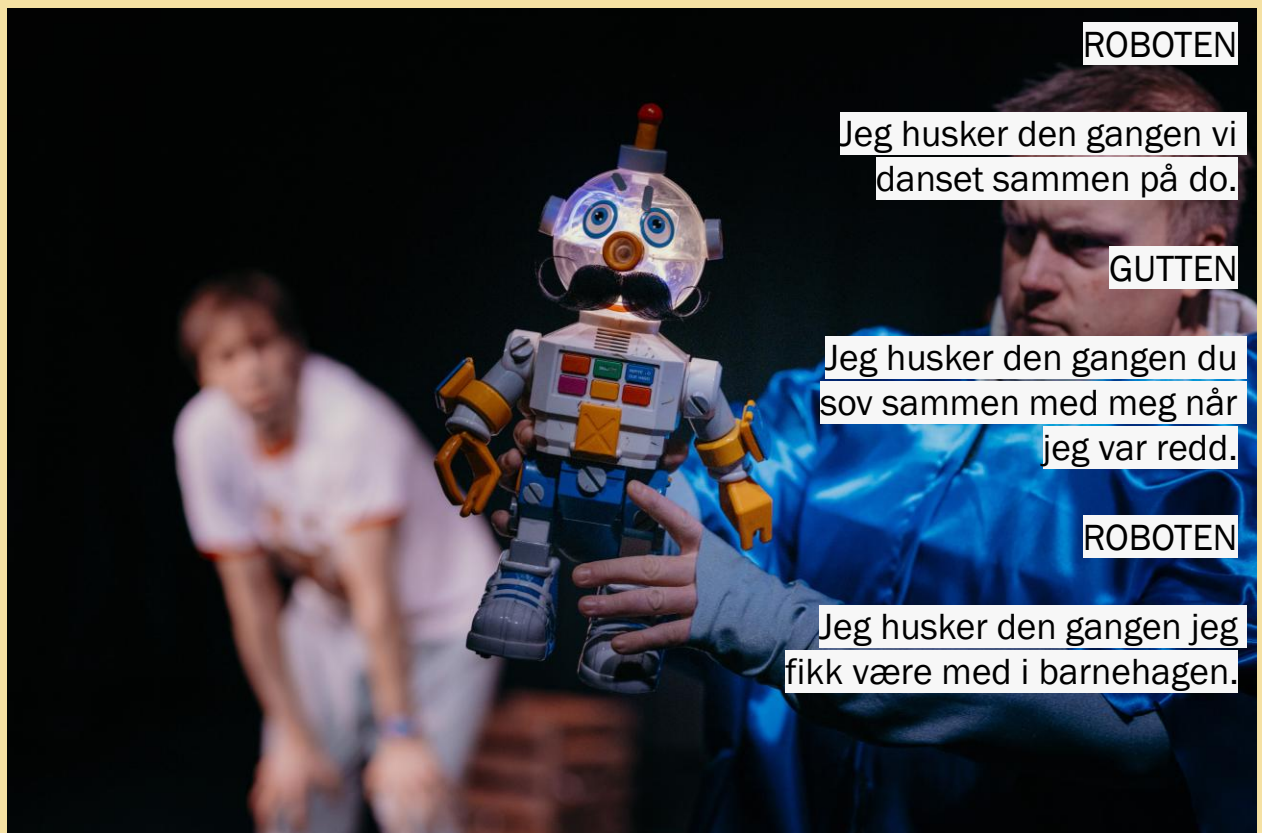 ROBOTEN
Jeg husker den gangen vi
danset sammen på do.
GUTTEN
Jeg husker den gangen du
sov sammen med meg når
jeg var redd.
ROBOTEN
Jeg husker den gangen jeg
fikk være med i barnehagen.